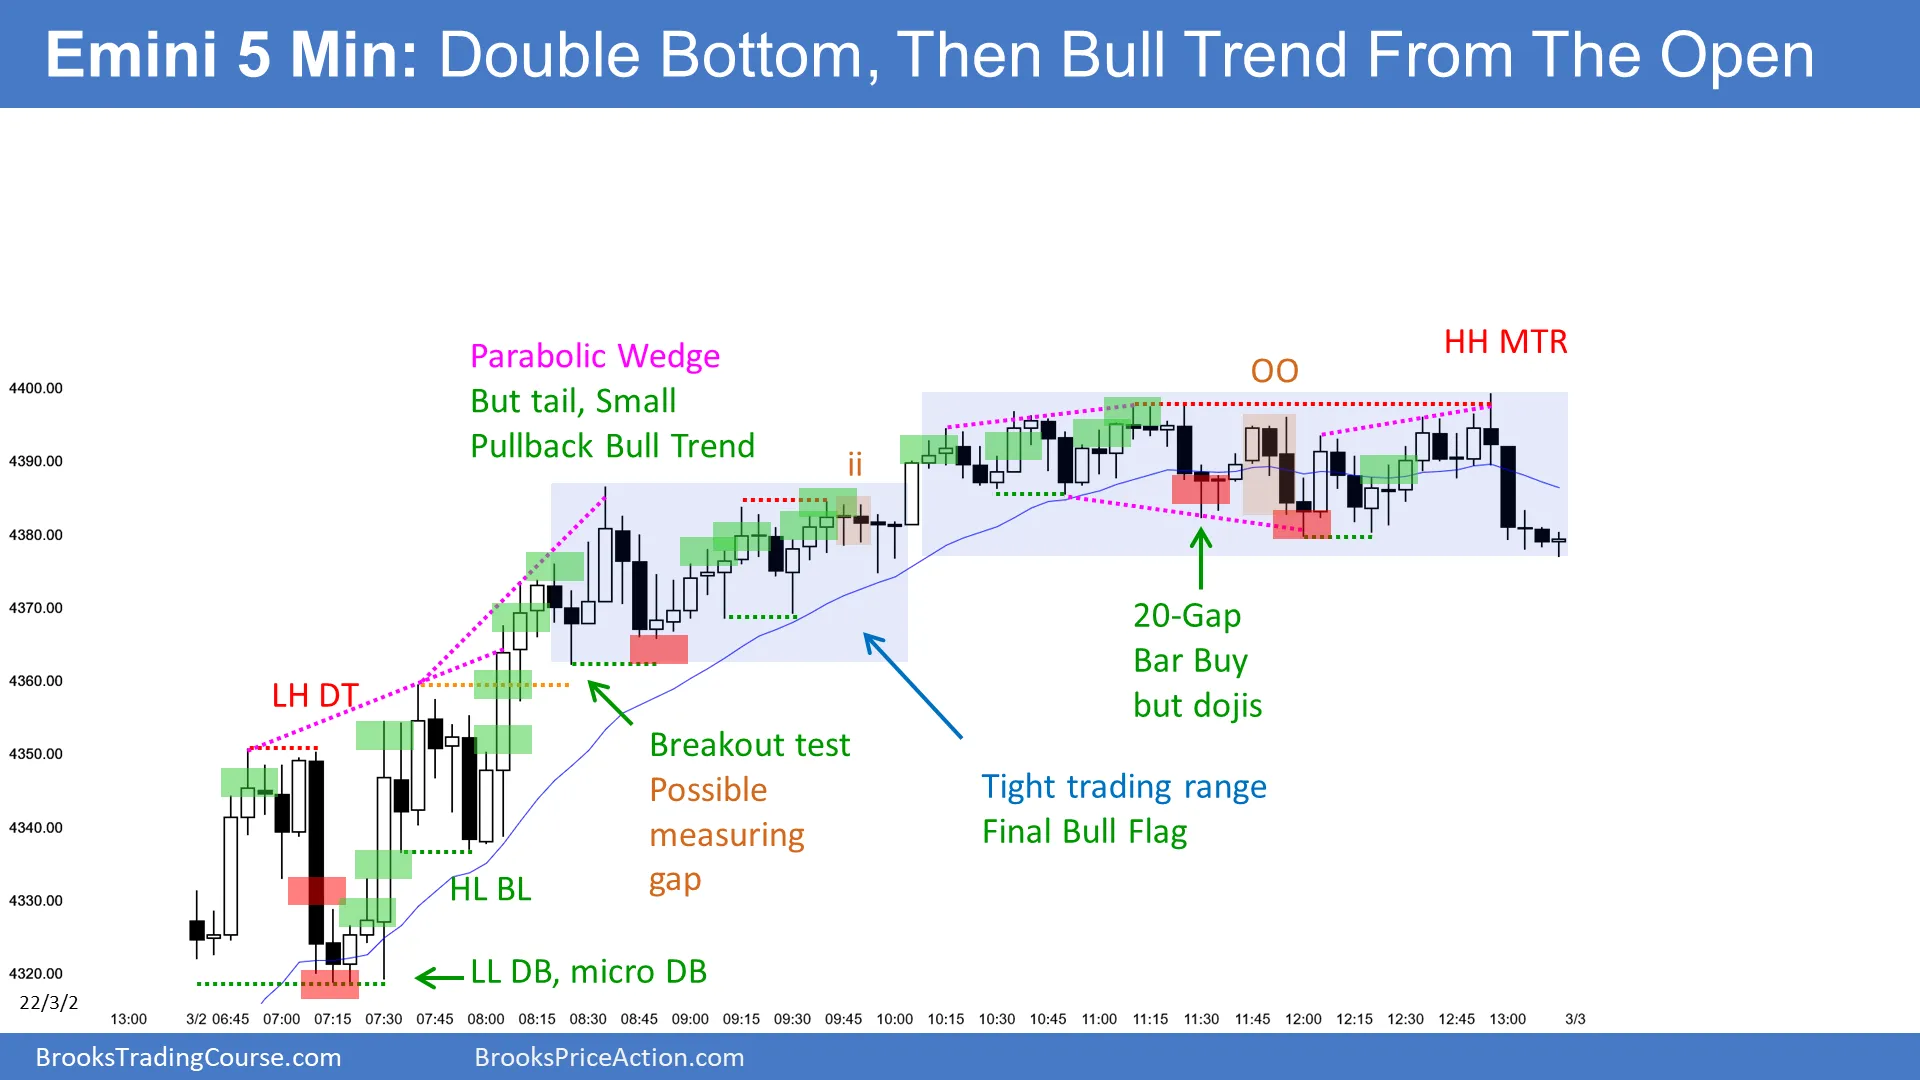 Emini 5 Min: Double Bottom, Then Bull Trend From The Open
HH MTR
Parabolic Wedge
But tail, Small
Pullback Bull Trend
OO
ii
4400.00
4390.00
4380.00
4370.00
4360.00
4350.00
4340.00
4330.00
4320.00
LH DT
20-Gap
Bar Buy
but dojis
Breakout test
Possible
measuring
gap
Tight trading range
Final Bull Flag
HL BL
LL DB, micro DB
22/3/2
13:00 3/2 06:45 07:00 07:15 07:30 07:45 08:00 08:15 08:30 08:45 09:00 09:15 09:30 09:45 10:00 10:15 10:30 10:45 11:00 11:15 11:30 11:45 12:00 12:15 12:30 12:45 13:00 3/3
BrooksTradingCourse.com BrooksPriceAction.com